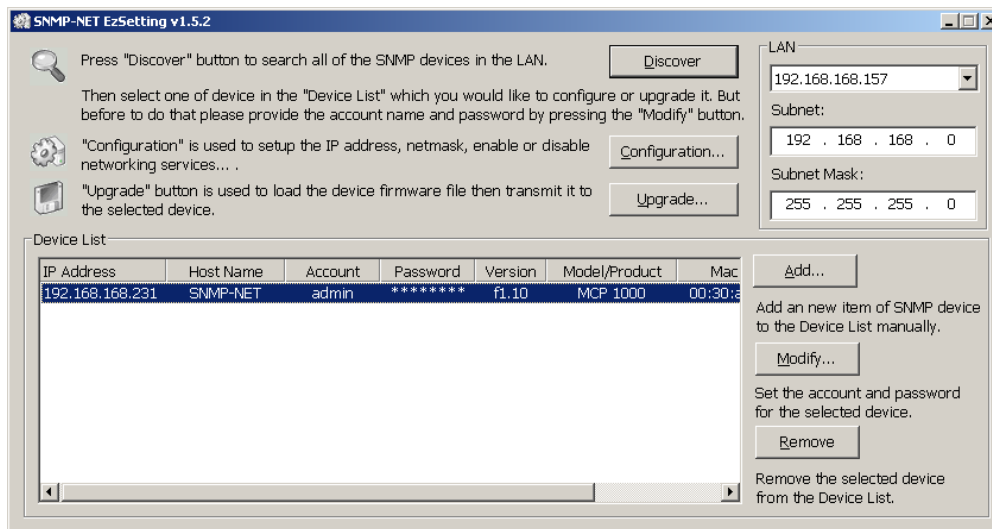 SNMP-NET EzSetting v1.5.2
Press "Discover" button to search all of the SNMP devices in the LAN.
Discover
Then select one of device in the "Device List" which you would like to configure or upgrade it. But
before to do that please provide the account name and password by pressing the "Modify" button.
"Configuration" is used to setup the IP address, netmask, enable or disable
networking services... .
Configuration...
"Upgrade" button is used to load the device firmware file then transmit it to
the selected device.
Upgrade...
LAN
192.168.168.157
Subnet:
192 . 168 . 168 . 0
Subnet Mask:
255 . 255 . 255 . 0
Device List
IP Address Host Name Account Password Version Model/Product Mac
192.168.168.231 SNMP-NET admin ******** f1.10 MCP 1000 00:30:a
Add...
Add an new item of SNMP device
to the Device List manually.
Modify...
Set the account and password
for the selected device.
Remove
Remove the selected device
from the Device List.